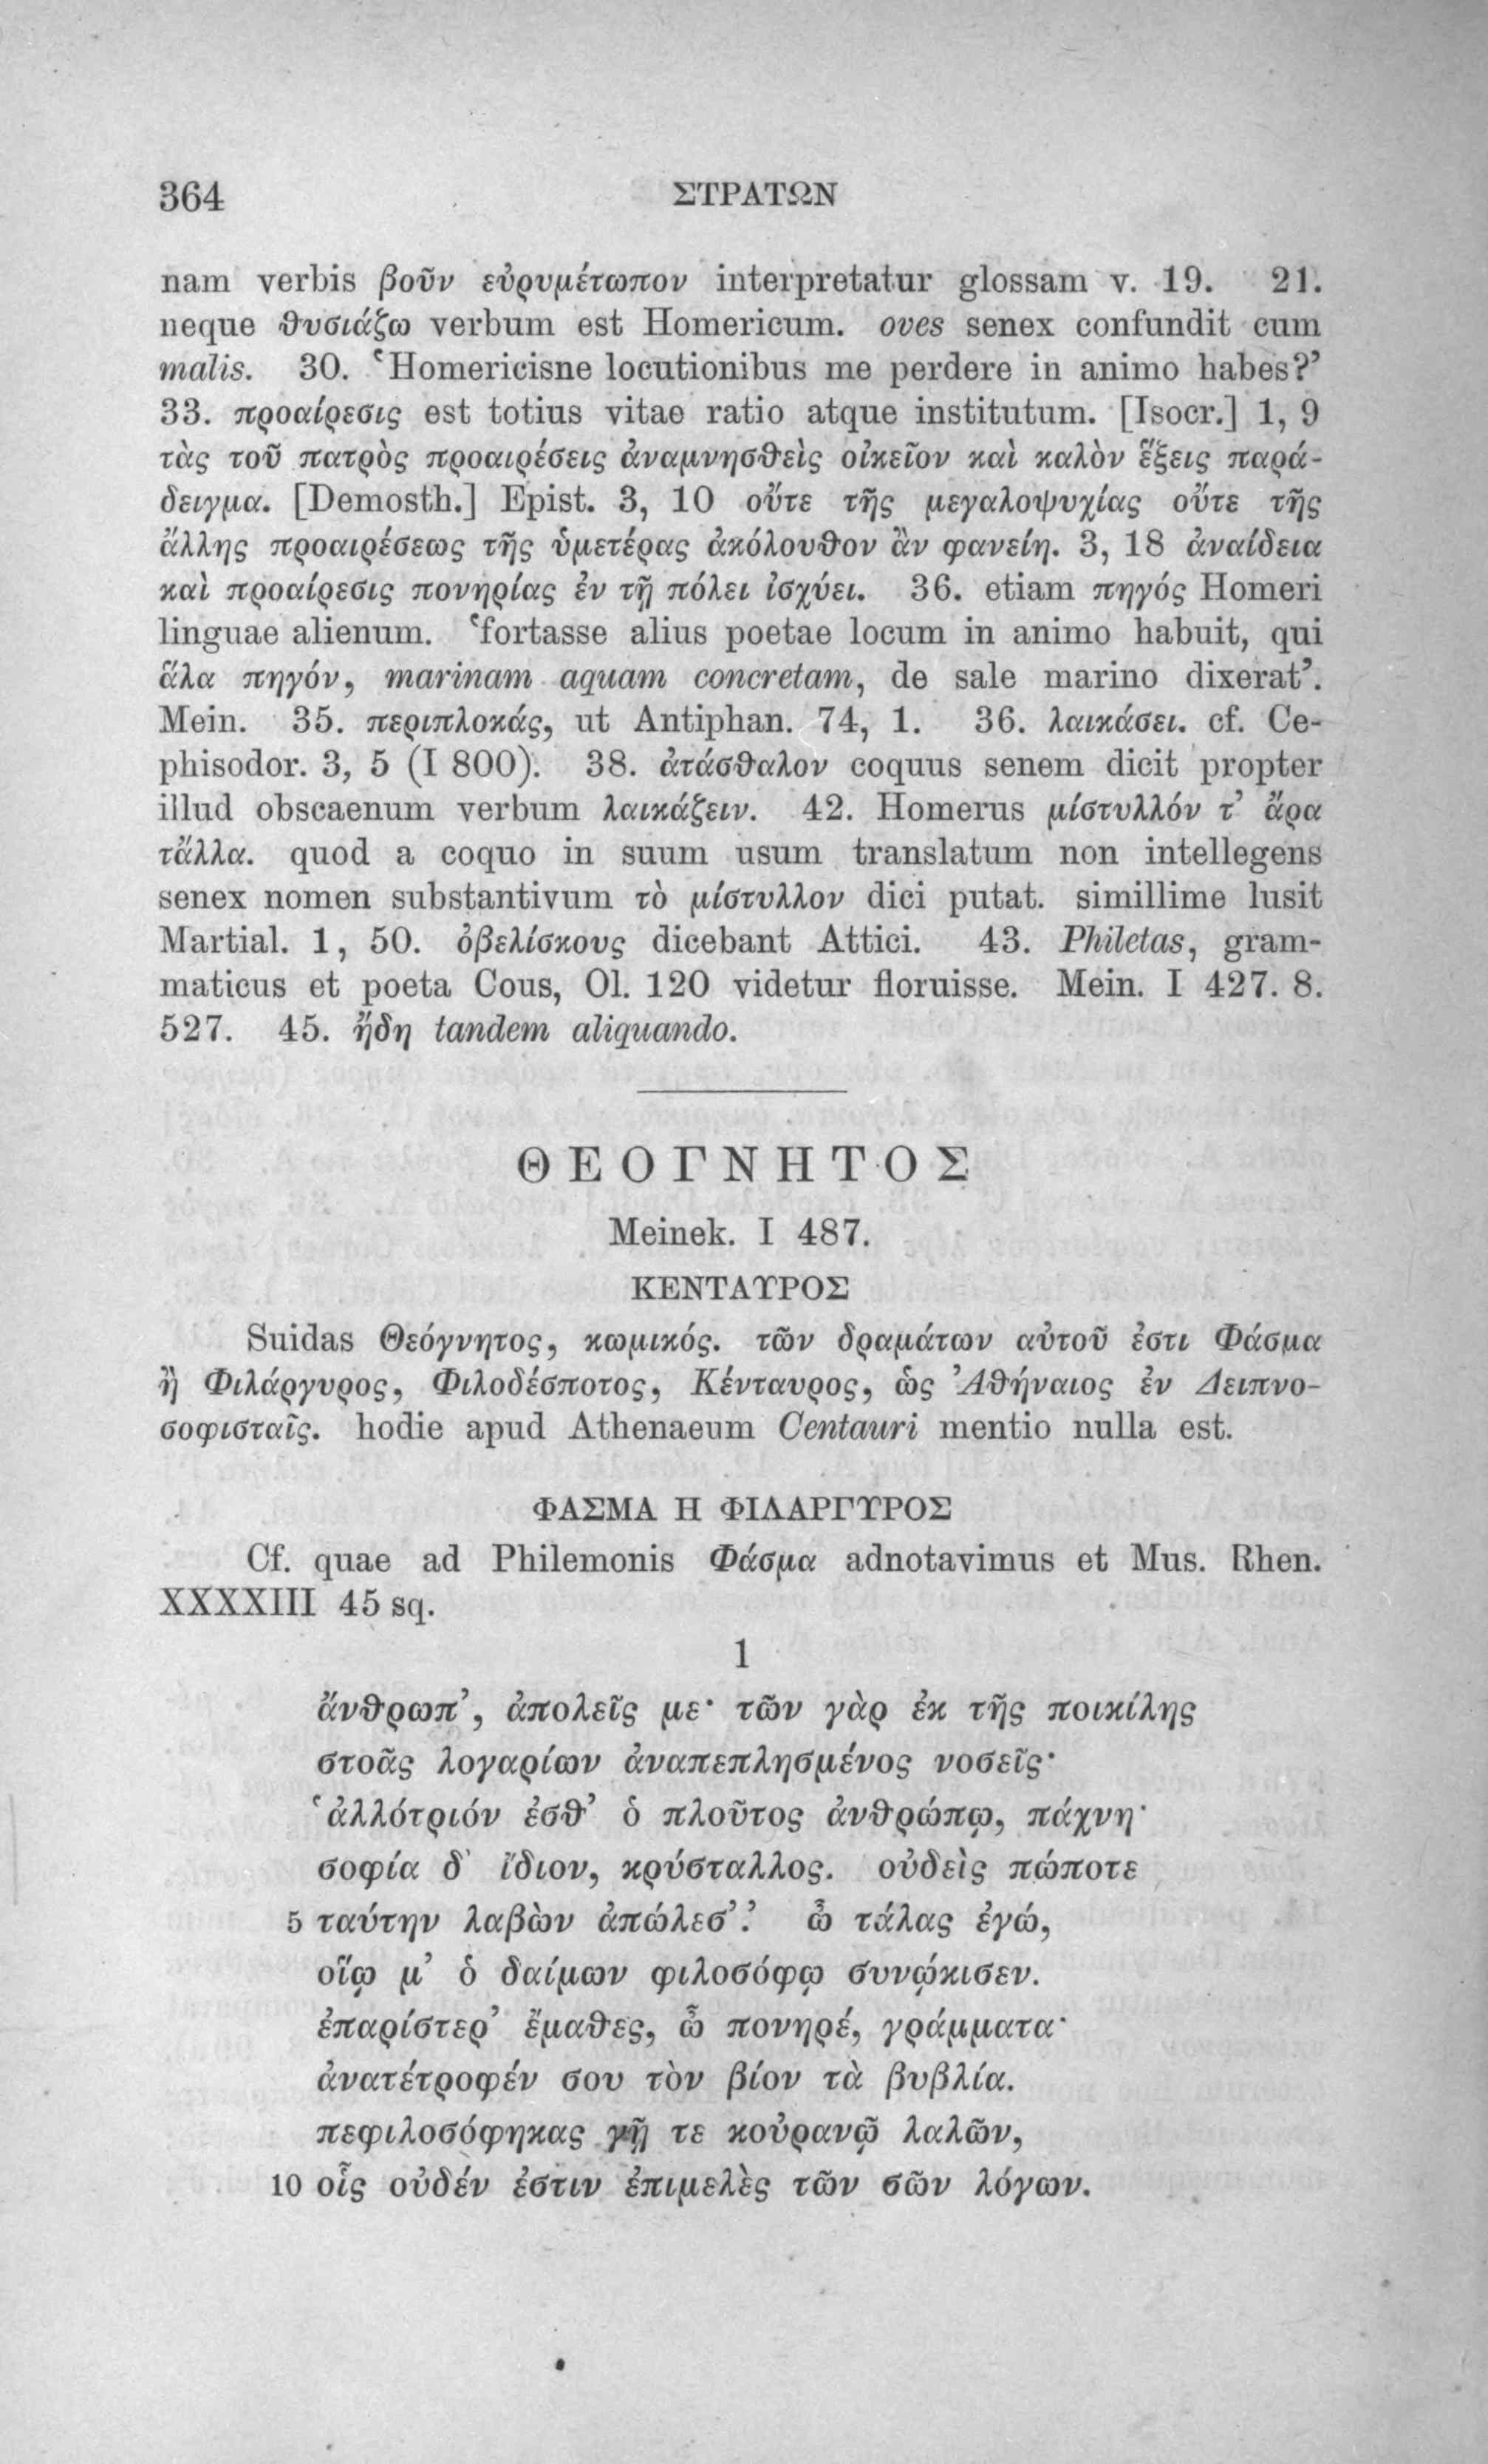 364 ΣΤΡΑΤΩΝ
nam verbis βοῦν εὐρυμέτωπον interpretatur glossam v. 19. 21.
neque θυσιάζω verbum est Homericum. oves senex confundit cum
malis. 30. ‘Homericisne locutionibus me perdere in animo habes?’
33. προαίρεσις est totius vitae ratio atque institutum. [Isocr.] 1, 9
τὰς τοῦ πατρὸς προαιρέσεις ἀναμνησθεὶς οἰκεῖον καὶ καλὸν ἕξεις παρά-
δειγμα. [Demosth.] Epist. 3, 10 οὔτε τῆς μεγαλοψυχίας οὔτε τῆς
ἄλλης προαιρέσεως τῆς ὑμετέρας ἀκόλουθον ἂν φανείη. 3, 18 ἀναίδεια
καὶ προαίρεσις πονηρίας ἐν τῇ πόλει ἰσχύει. 36. etiam πηγός Homeri
linguae alienum. ‘fortasse alius poetae locum in animo habuit, qui
ἅλα πηγόν, marinam aquam concretam, de sale marino dixerat’.
Mein. 35. περιπλοκάς, ut Antiphan. 74, 1. 36. λαικάσει. cf. Ce-
phisodor. 3, 5 (I 800). 38. ἀτάσθαλον coquus senem dicit propter
illud obscaenum verbum λαικάζειν. 42. Homerus μίστυλλόν τ’ ἄρα
τἄλλα. quod a coquo in suum usum translatum non intellegens
senex nomen substantivum τὸ μίστυλλον dici putat. simillime lusit
Martial. 1, 50. ὀβελίσκους dicebant Attici. 43. Philetas, gram-
maticus et poeta Cous, Ol. 120 videtur floruisse. Mein. I 427. 8.
527. 45. ἤδη tandem aliquando.
ΘΕΟΓΝΗΤΟΣ
Meinek. I 487.
ΚΕΝΤΑΥΡΟΣ
Suidas Θεόγνητος, κωμικός. τῶν δραμάτων αὐτοῦ ἐστι Φάσμα
ἢ Φιλάργυρος, Φιλοδέσποτος, Κένταυρος, ὡς Ἀθήναιος ἐν Δειπνο-
σοφισταῖς. hodie apud Athenaeum Centauri mentio nulla est.
ΦΑΣΜΑ Η ΦΙΛΑΡΓΥΡΟΣ
Cf. quae ad Philemonis Φάσμα adnotavimus et Mus. Rhen.
XXXXIII 45 sq.
1
ἄνθρωπ’, ἀπολεῖς με· τῶν γὰρ ἐκ τῆς ποικίλης
στοᾶς λογαρίων ἀναπεπλησμένος νοσεῖς·
‘ἀλλότριόν ἐσθ’ ὁ πλοῦτος ἀνθρώπῳ, πάχνη·
σοφία δ’ ἴδιον, κρύσταλλος. οὐδεὶς πώποτε
5 ταύτην λαβὼν ἀπώλεσ’.’ ὦ τάλας ἐγώ,
οἵῳ μ’ ὁ δαίμων φιλοσόφῳ συνῴκισεν.
ἐπαρίστερ’ ἔμαθες, ὦ πονηρέ, γράμματα·
ἀνατέτροφέν σου τὸν βίον τὰ βυβλία.
πεφιλοσόφηκας γῇ τε κοὐρανῷ λαλῶν,
10 οἷς οὐδέν ἐστιν ἐπιμελὲς τῶν σῶν λόγων.